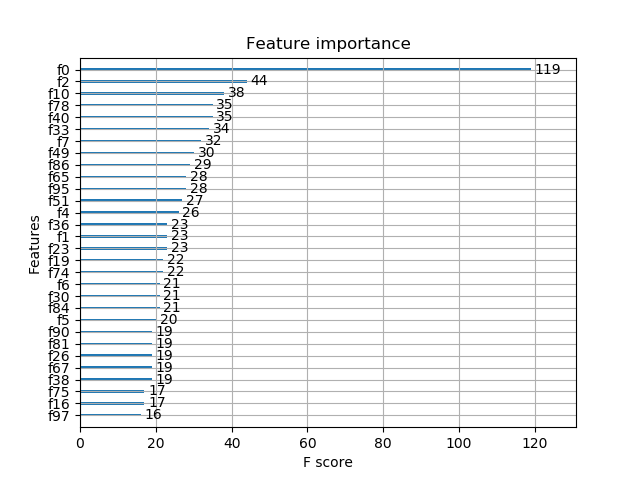 Feature importance
f0 119
f2 44
f10 38
f78 35
f40 35
f33 34
f7 32
f49 30
f86 29
f65 28
f95 28
f51 27
f4 26
f36 23
f1 23
f23 23
f19 22
f74 22
f6 21
f30 21
f84 21
f5 20
f90 19
f81 19
f26 19
f67 19
f38 19
f75 17
f16 17
f97 16
Features
0 20 40 60 80 100 120
F score